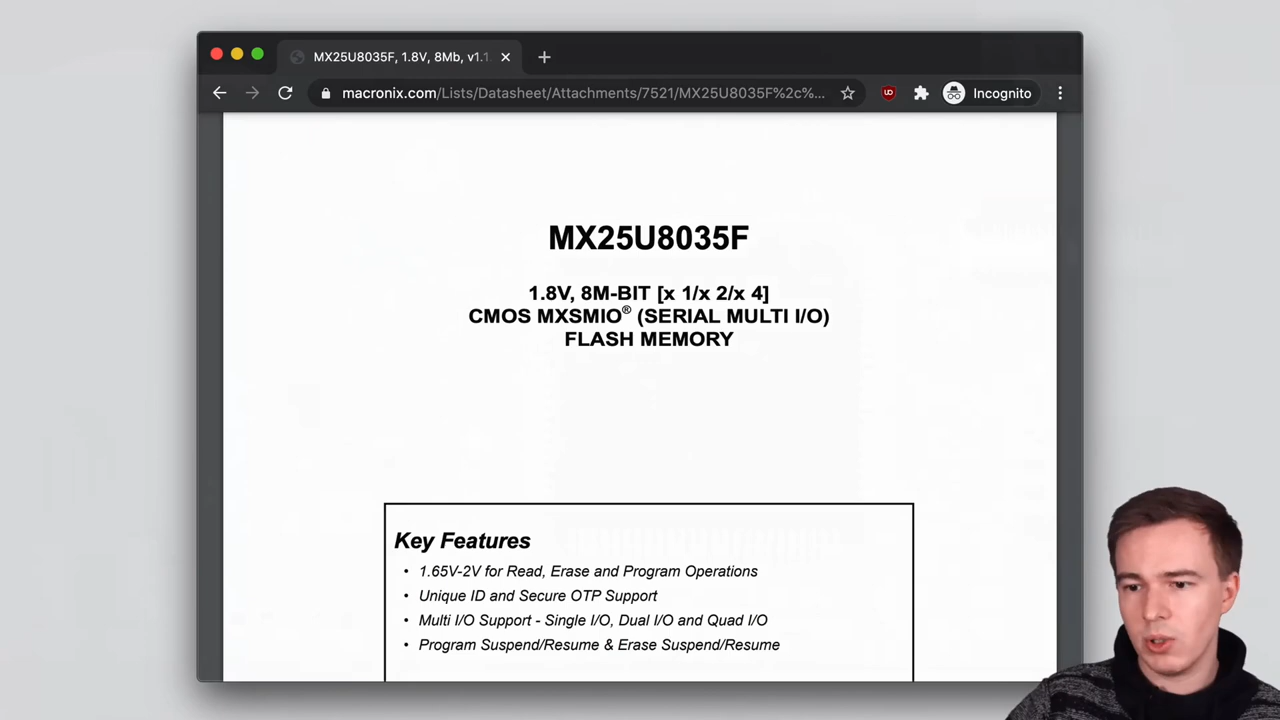 MX25U8035F, 1.8V, 8Mb, v1.1
macronix.com/Lists/Datasheet/Attachments/7521/MX25U8035F%2c%...
Incognito
MX25U8035F
1.8V, 8M-BIT [x 1/x 2/x 4]
CMOS MXSMIO® (SERIAL MULTI I/O)
FLASH MEMORY
Key Features
• 1.65V-2V for Read, Erase and Program Operations
• Unique ID and Secure OTP Support
• Multi I/O Support - Single I/O, Dual I/O and Quad I/O
• Program Suspend/Resume & Erase Suspend/Resume